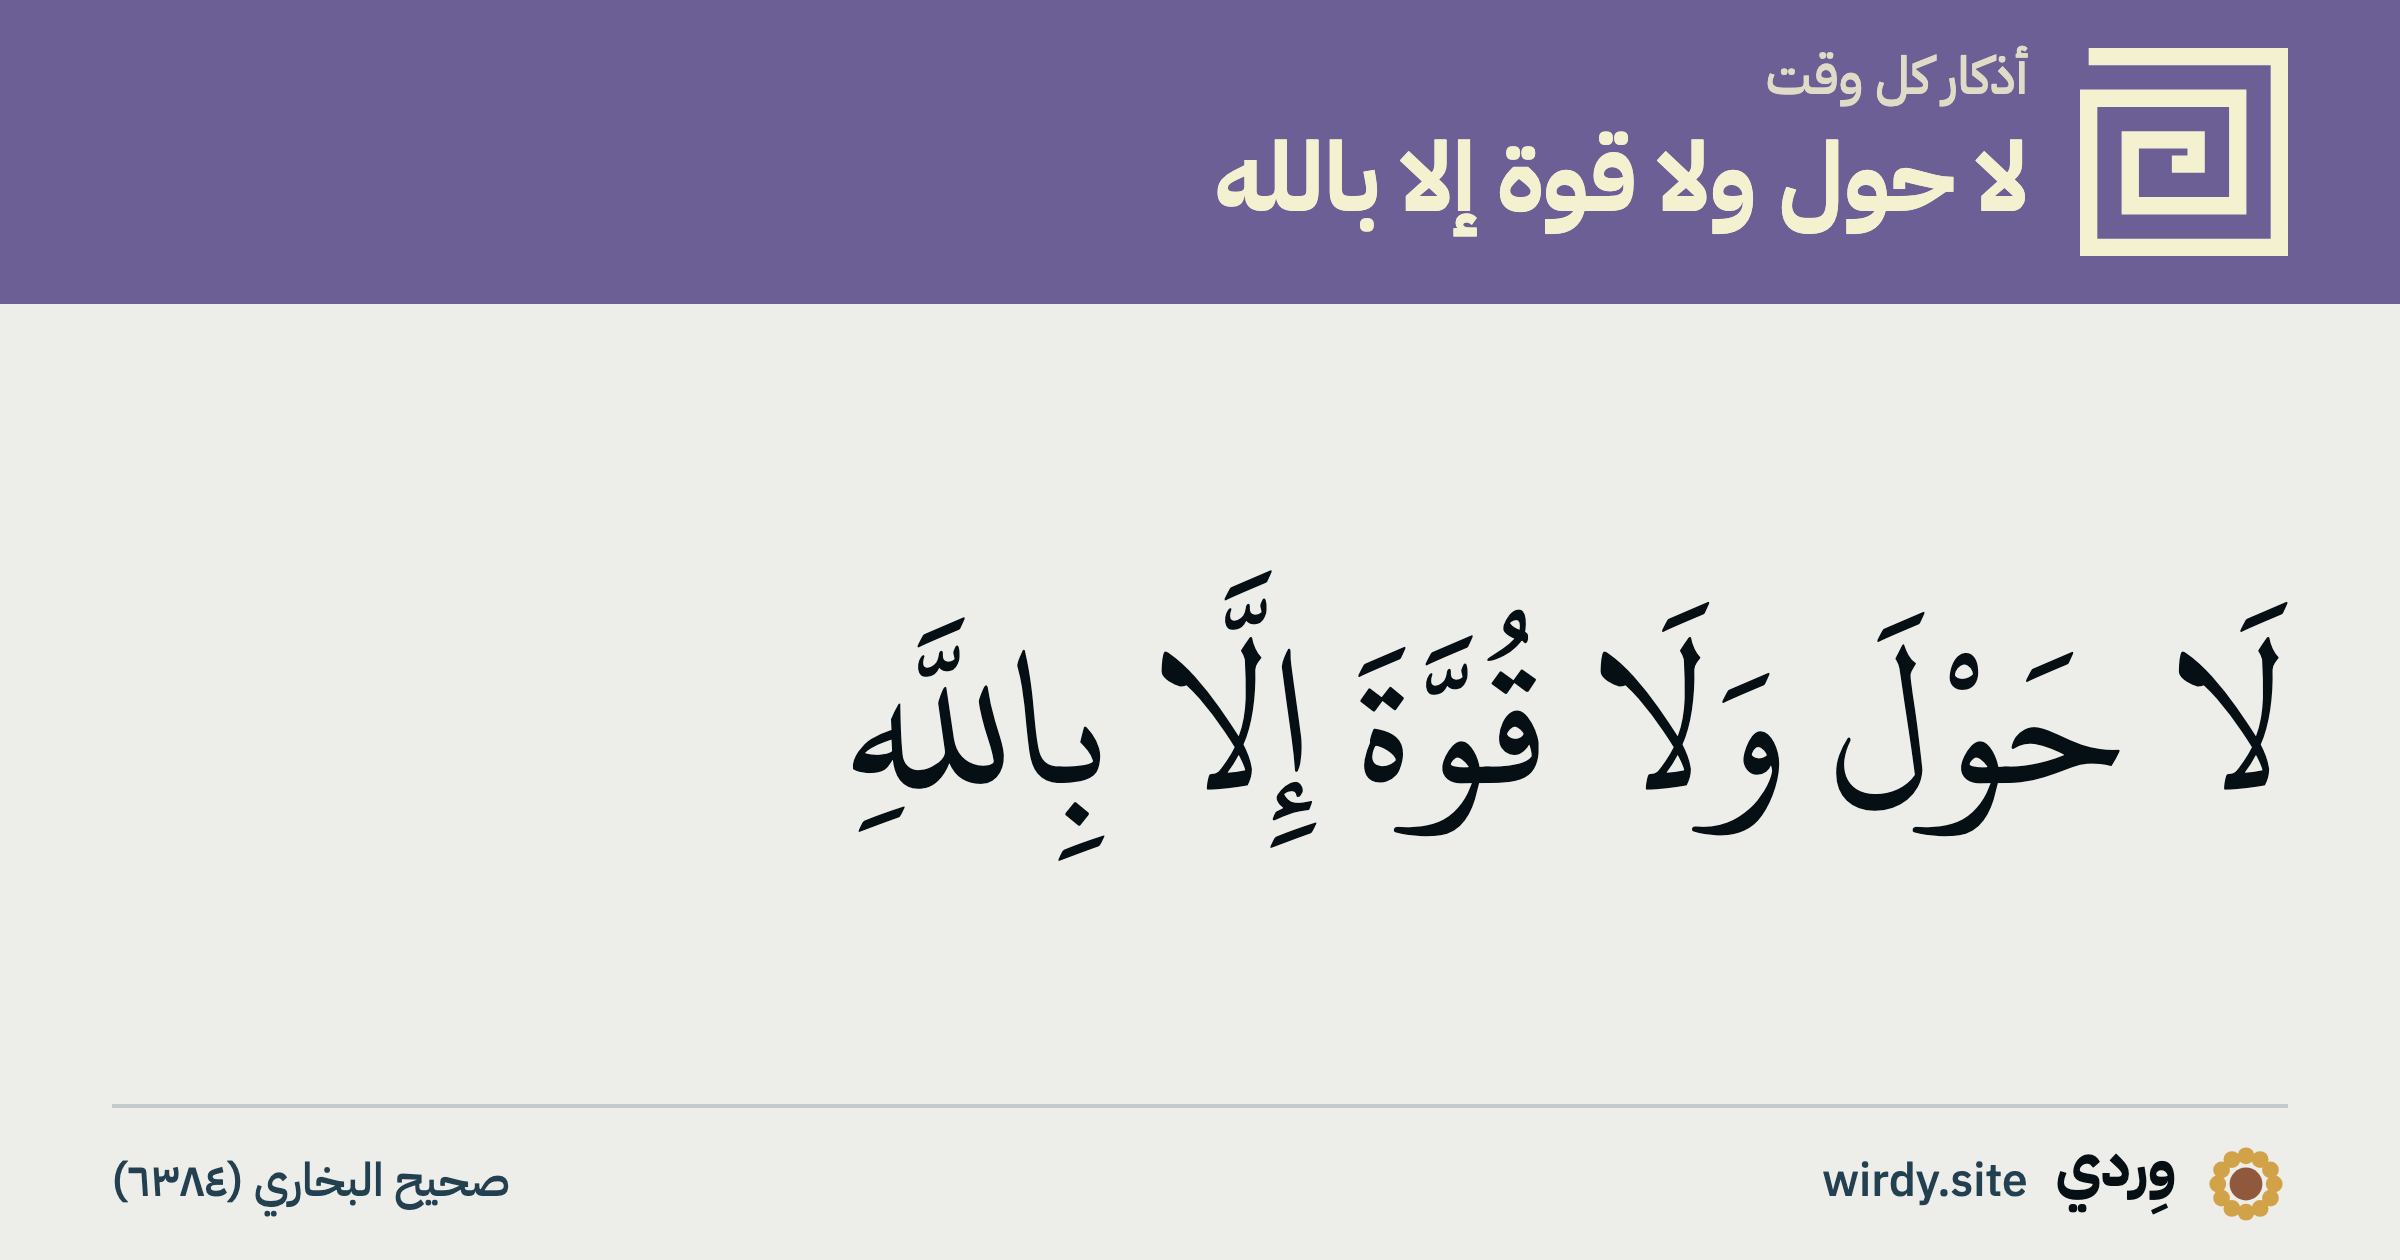 أذكار كل وقت
لا حول ولا قوة إلا بالله
لَا حَوْلَ وَلَا قُوَّةَ إِلَّا بِاللَّهِ
وِردي wirdy.site
صحيح البخاري (٦٣٨٤)